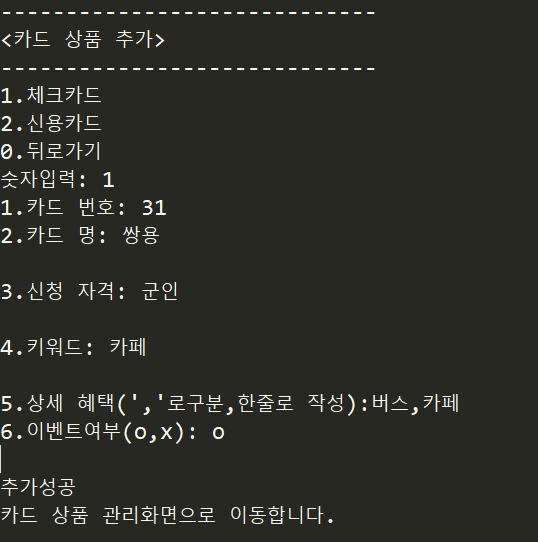 ------------------------------
<카드 상품 추가>
------------------------------
1.체크카드
2.신용카드
0.뒤로가기
숫자입력: 1
1.카드 번호: 31
2.카드 명: 쌍용
3.신청 자격: 군인
4.키워드: 카페
5.상세 혜택(','로구분,한줄로 작성):버스,카페
6.이벤트여부(o,x): o
추가성공
카드 상품 관리화면으로 이동합니다.